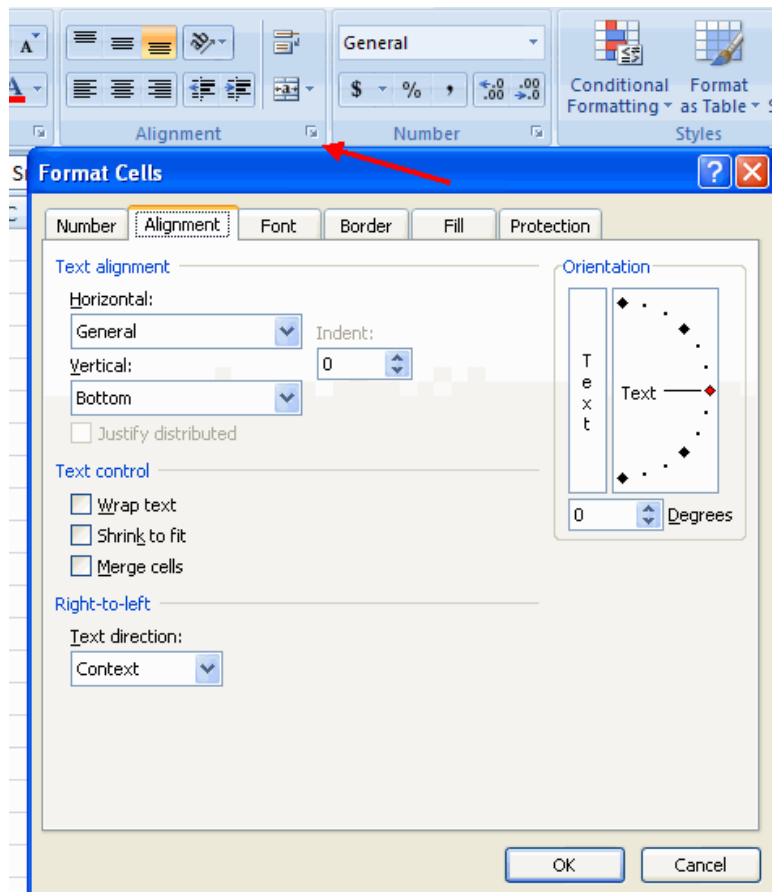 A
General
Conditional Format
Formatting as Table
A
$ % , .0 .00 .00 .0
Alignment Number Styles
Format Cells
Number Alignment Font Border Fill Protection
Text alignment Orientation
Horizontal:
General Indent:
Vertical: 0
Bottom
Text Text
Justify distributed
Text control
Wrap text
0 Degrees
Shrink to fit
Merge cells
Right-to-left
Text direction:
Context
OK Cancel